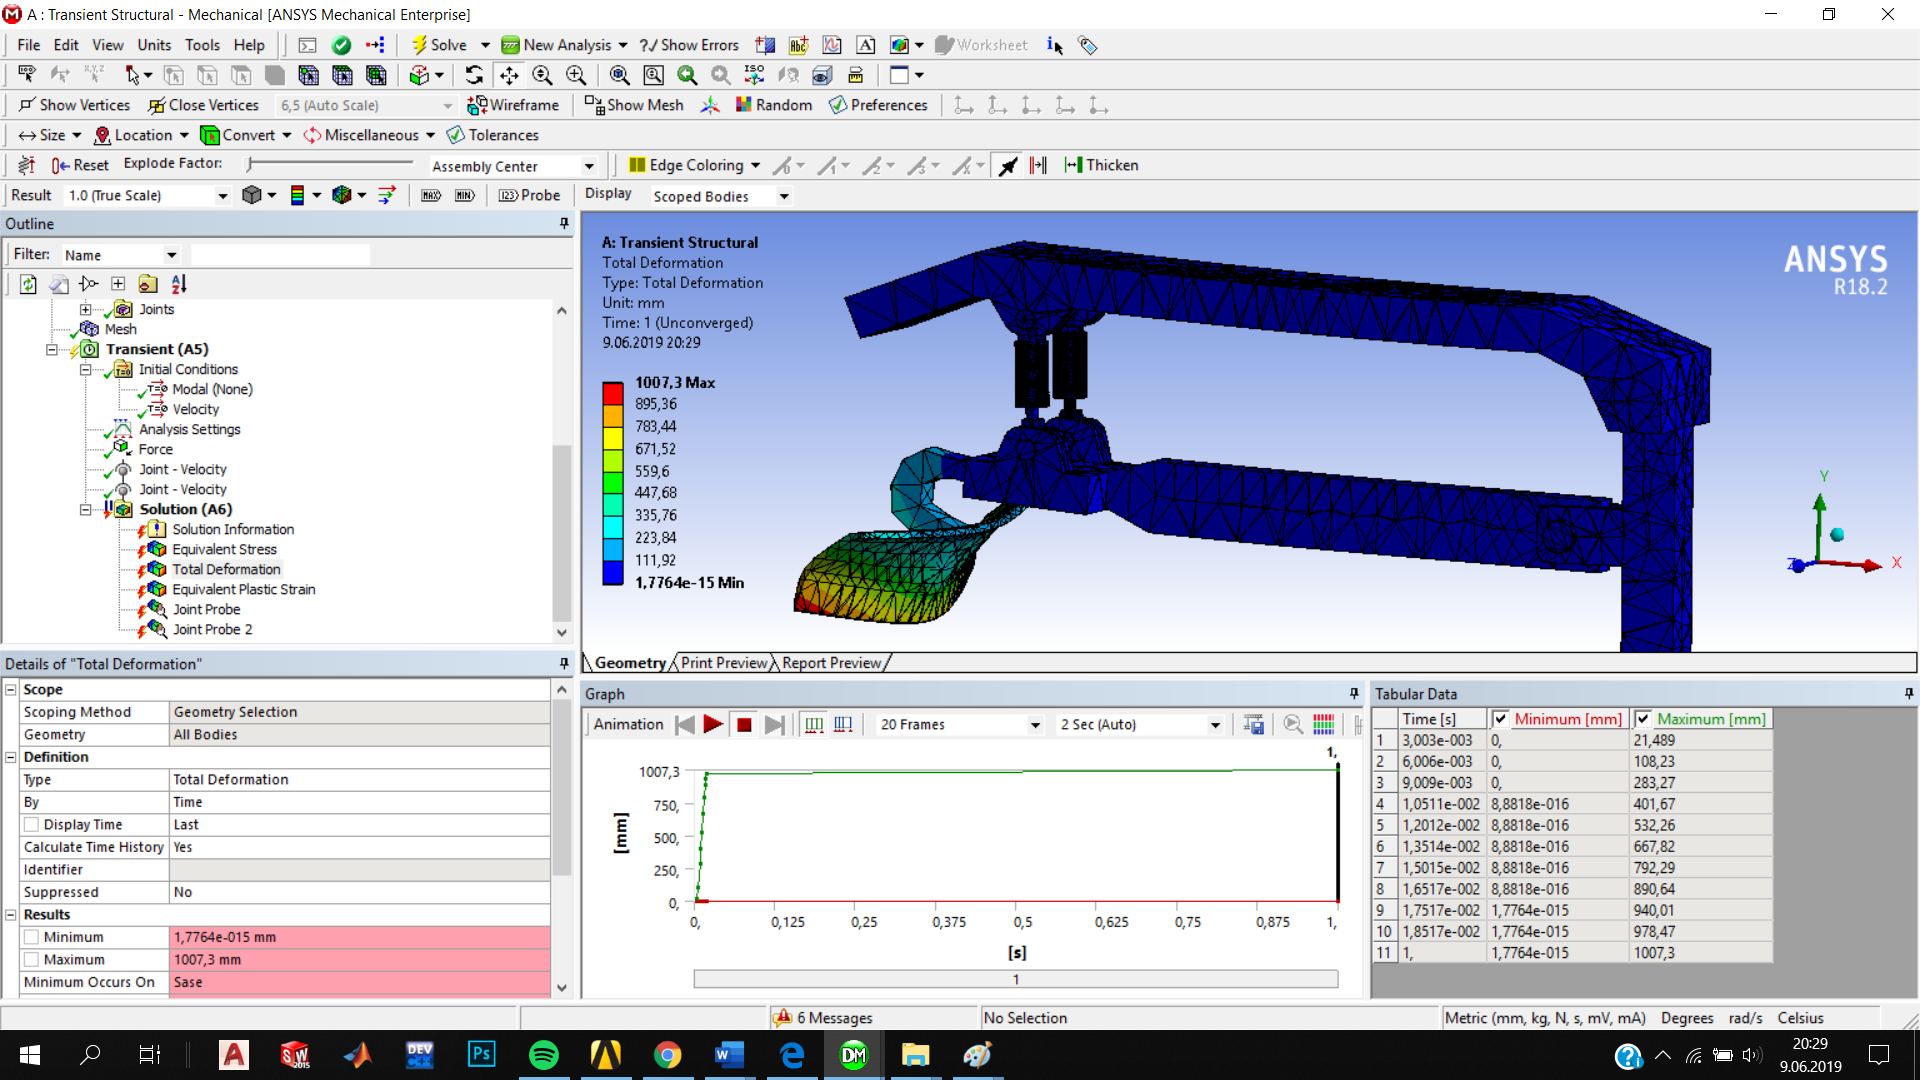 A : Transient Structural - Mechanical [ANSYS Mechanical Enterprise]
File Edit View Units Tools Help Solve New Analysis ?/ Show Errors Worksheet
Show Vertices Close Vertices 6,5 (Auto Scale) Wireframe Show Mesh Random Preferences
Size Location Convert Miscellaneous Tolerances
Reset Explode Factor: Assembly Center Edge Coloring Thicken
Result 1.0 (True Scale) MAX MIN Probe Display Scoped Bodies
Outline
Filter: Name
Joints
Mesh
Transient (A5)
Initial Conditions
Modal (None)
Velocity
Analysis Settings
Force
Joint - Velocity
Joint - Velocity
Solution (A6)
Solution Information
Equivalent Stress
Total Deformation
Equivalent Plastic Strain
Joint Probe
Joint Probe 2
A: Transient Structural
Total Deformation
Type: Total Deformation
Unit: mm
Time: 1 (Unconverged)
9.06.2019 20:29
1007,3 Max
895,36
783,44
671,52
559,6
447,68
335,76
223,84
111,92
1,7764e-15 Min
ANSYS
R18.2
Y
X
Z
Geometry Print Preview Report Preview
Details of "Total Deformation"
Scope
Scoping Method Geometry Selection
Geometry All Bodies
Definition
Type Total Deformation
By Time
Display Time Last
Calculate Time History Yes
Identifier
Suppressed No
Results
Minimum 1,7764e-015 mm
Maximum 1007,3 mm
Minimum Occurs On Sase
Graph
Animation 20 Frames 2 Sec (Auto)
1,
1007,3
750,
500,
250,
0,
[mm]
0, 0,125 0,25 0,375 0,5 0,625 0,75 0,875 1,
[s]
1
Tabular Data
Time [s] Minimum [mm] Maximum [mm]
1 3,003e-003 0, 21,489
2 6,006e-003 0, 108,23
3 9,009e-003 0, 283,27
4 1,0511e-002 8,8818e-016 401,67
5 1,2012e-002 8,8818e-016 532,26
6 1,3514e-002 8,8818e-016 667,82
7 1,5015e-002 8,8818e-016 792,29
8 1,6517e-002 8,8818e-016 890,64
9 1,7517e-002 1,7764e-015 940,01
10 1,8517e-002 1,7764e-015 978,47
11 1, 1,7764e-015 1007,3
6 Messages No Selection Metric (mm, kg, N, s, mV, mA) Degrees rad/s Celsius
20:29
9.06.2019